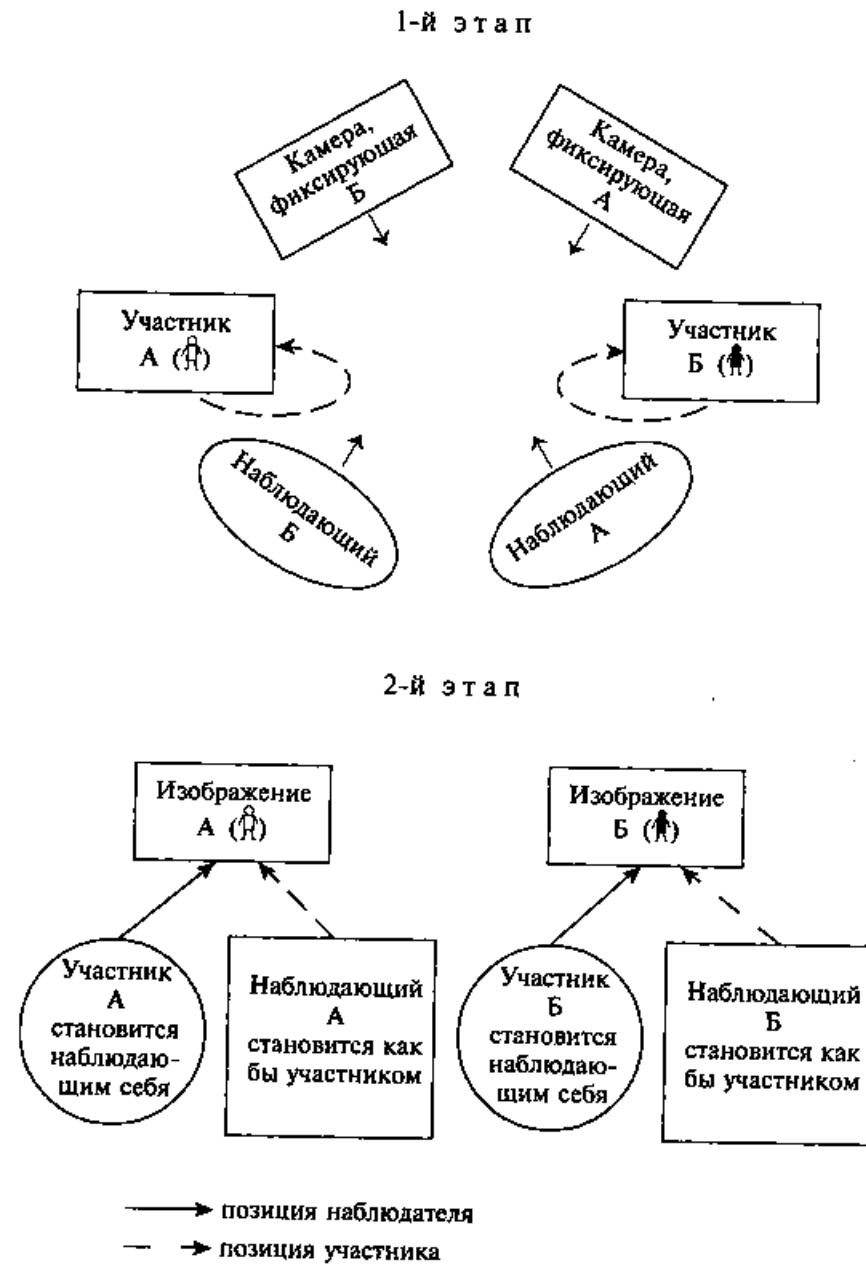 1-й этап
Камера,
фиксирующая
Б
Камера,
фиксирующая
А
Участник
А ( )
Участник
Б ( )
Наблюдающий
Б
Наблюдающий
А
2-й этап
Изображение
А ( )
Изображение
Б ( )
Участник
А
становится
наблюдаю-
щим себя
Наблюдающий
А
становится как
бы участником
Участник
Б
становится
наблюдаю-
щим себя
Наблюдающий
Б
становится как
бы участником
позиция наблюдателя
позиция участника